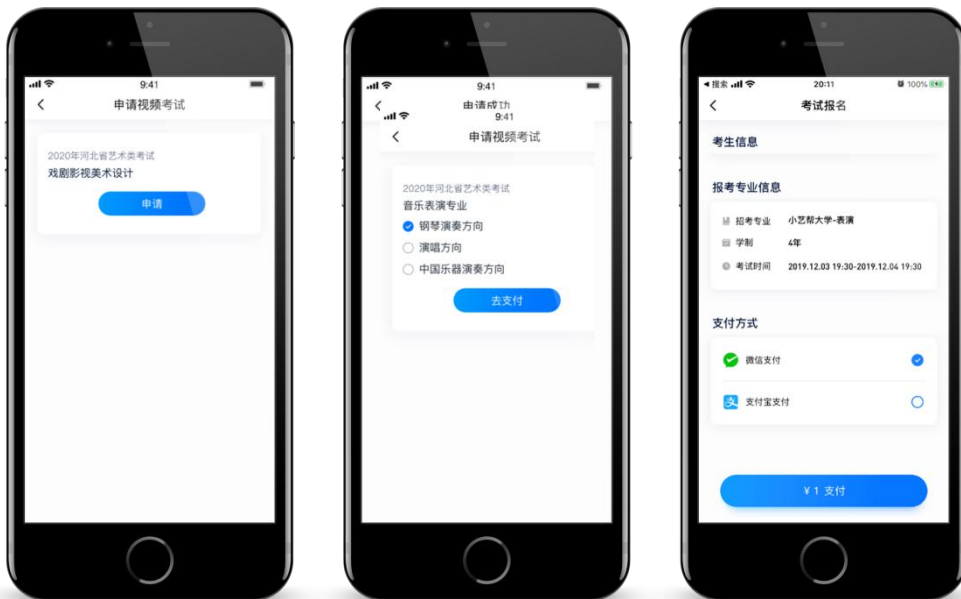 9:41
申请视频考试
2020年河北省艺术类考试
戏剧影视美术设计
申请
9:41
申请成功
9:41
申请视频考试
2020年河北省艺术类考试
音乐表演专业
钢琴演奏方向
演唱方向
中国乐器演奏方向
去支付
搜索 20:11 100%
考试报名
考生信息
报考专业信息
招考专业 小艺帮大学-表演
学制 4年
考试时间 2019.12.03 19:30-2019.12.04 19:30
支付方式
微信支付
支 支付宝支付
¥ 1 支付